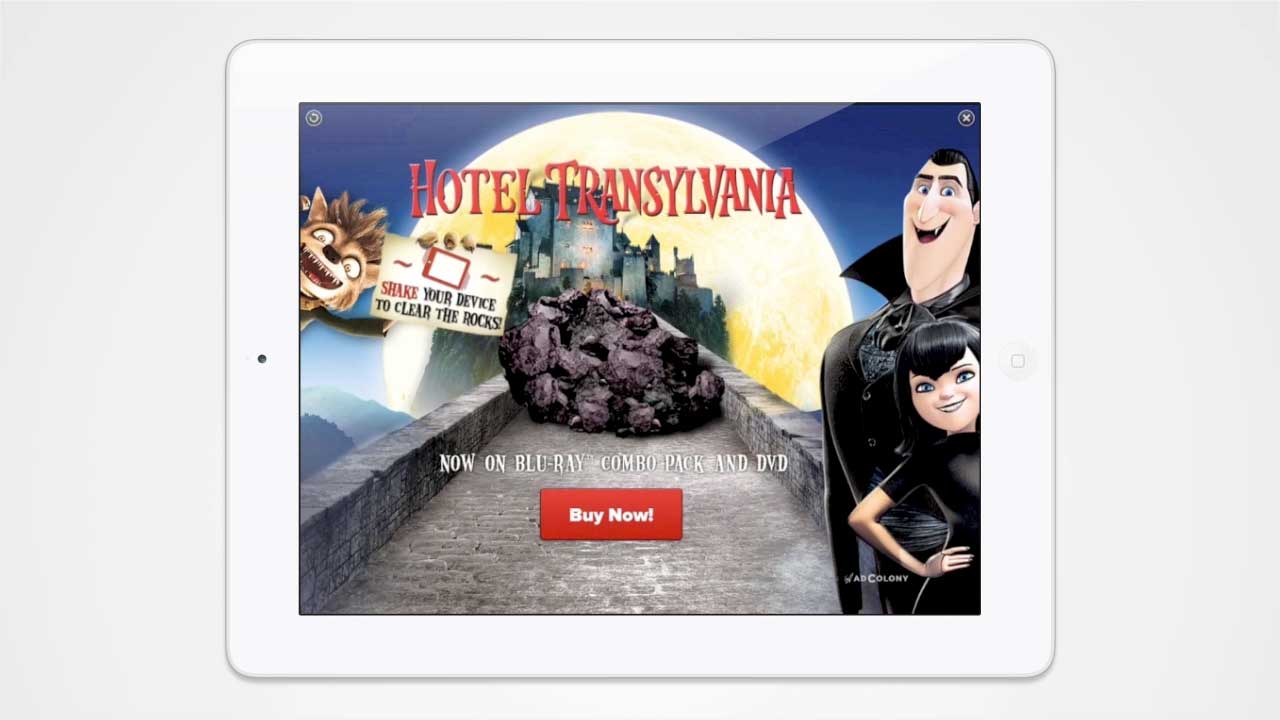 HOTEL TRANSYLVANIA
~ ~
SHAKE YOUR DEVICE
TO CLEAR THE ROCKS!
NOW ON BLU-RAY™ COMBO PACK AND DVD
Buy Now!
ADCOLONY